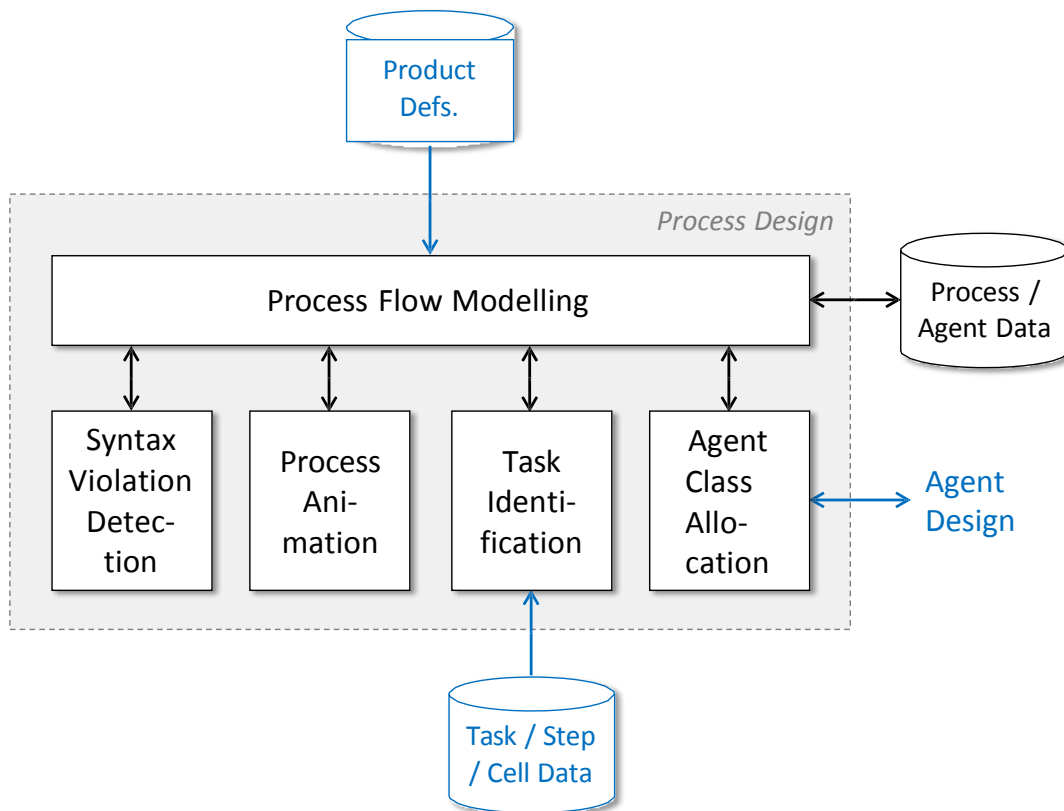 Product
Defs.
Process Design
Process Flow Modelling
Process /
Agent Data
Syntax
Violation
Detec-
tion
Process
Ani-
mation
Task
Identi-
fication
Agent
Class
Allo-
cation
Agent
Design
Task / Step
/ Cell Data